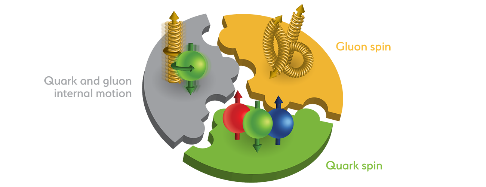 Gluon spin
Quark and gluon
internal motion
Quark spin